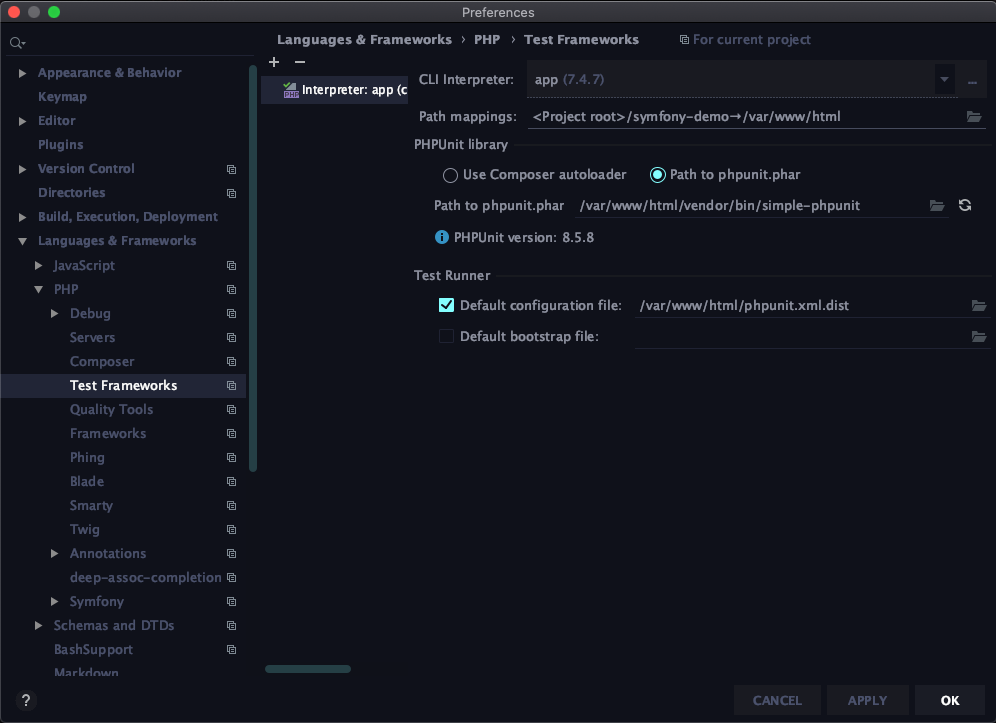 Preferences
Languages & Frameworks › PHP › Test Frameworks For current project
Appearance & Behavior
Keymap
Editor
Plugins
Version Control
Directories
Build, Execution, Deployment
Languages & Frameworks
JavaScript
PHP
Debug
Servers
Composer
Test Frameworks
Quality Tools
Frameworks
Phing
Blade
Smarty
Twig
Annotations
deep-assoc-completion
Symfony
Schemas and DTDs
BashSupport
Markdown
?
+ −
PHP Interpreter: app (c
CLI Interpreter: app (7.4.7)
Path mappings: <Project root>/symfony-demo→/var/www/html
PHPUnit library
Use Composer autoloader Path to phpunit.phar
Path to phpunit.phar /var/www/html/vendor/bin/simple-phpunit
PHPUnit version: 8.5.8
Test Runner
Default configuration file: /var/www/html/phpunit.xml.dist
Default bootstrap file:
CANCEL APPLY OK